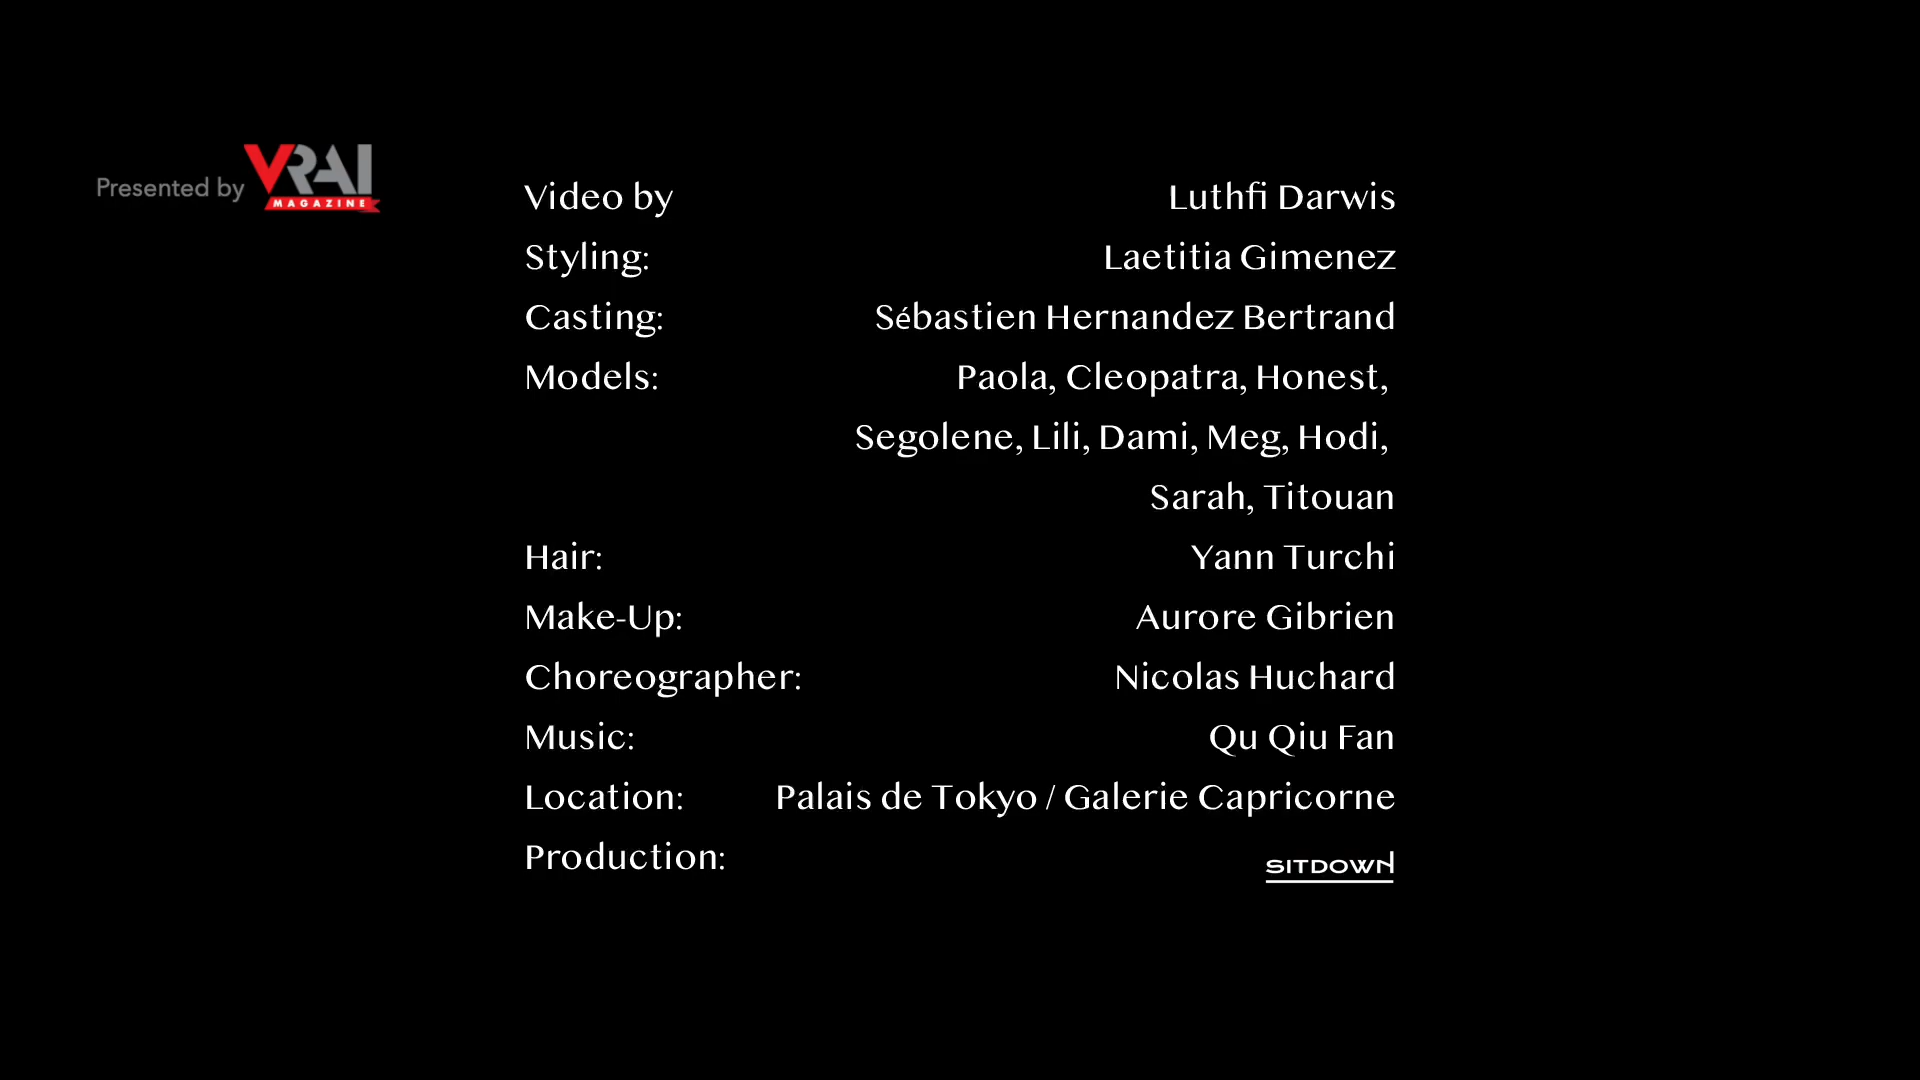 Presented by VRAI
MAGAZINE
Video by Luthfi Darwis
Styling: Laetitia Gimenez
Casting: Sébastien Hernandez Bertrand
Models: Paola, Cleopatra, Honest,
Segolene, Lili, Dami, Meg, Hodi,
Sarah, Titouan
Hair: Yann Turchi
Make-Up: Aurore Gibrien
Choreographer: Nicolas Huchard
Music: Qu Qiu Fan
Location: Palais de Tokyo / Galerie Capricorne
Production: SITDOWN